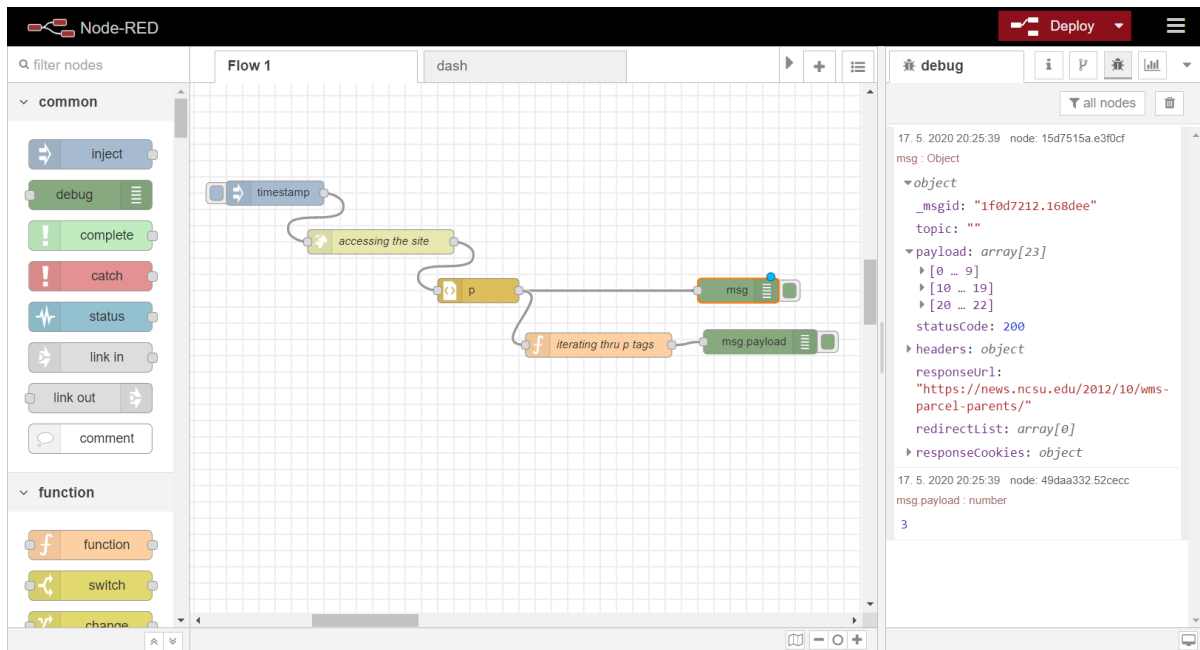 Node-RED
Deploy
filter nodes
Flow 1
dash
debug
i
all nodes
common
inject
debug
complete
catch
status
link in
link out
comment
function
function
switch
change
timestamp
accessing the site
p
msg
iterating thru p tags
msg.payload
17. 5. 2020 20:25:39 node: 15d7515a.e3f0cf
msg : Object
object
_msgid: "1f0d7212.168dee"
topic: ""
payload: array[23]
[0 … 9]
[10 … 19]
[20 … 22]
statusCode: 200
headers: object
responseUrl:
"https://news.ncsu.edu/2012/10/wms-
parcel-parents/"
redirectList: array[0]
responseCookies: object
17. 5. 2020 20:25:39 node: 49daa332.52cecc
msg.payload : number
3